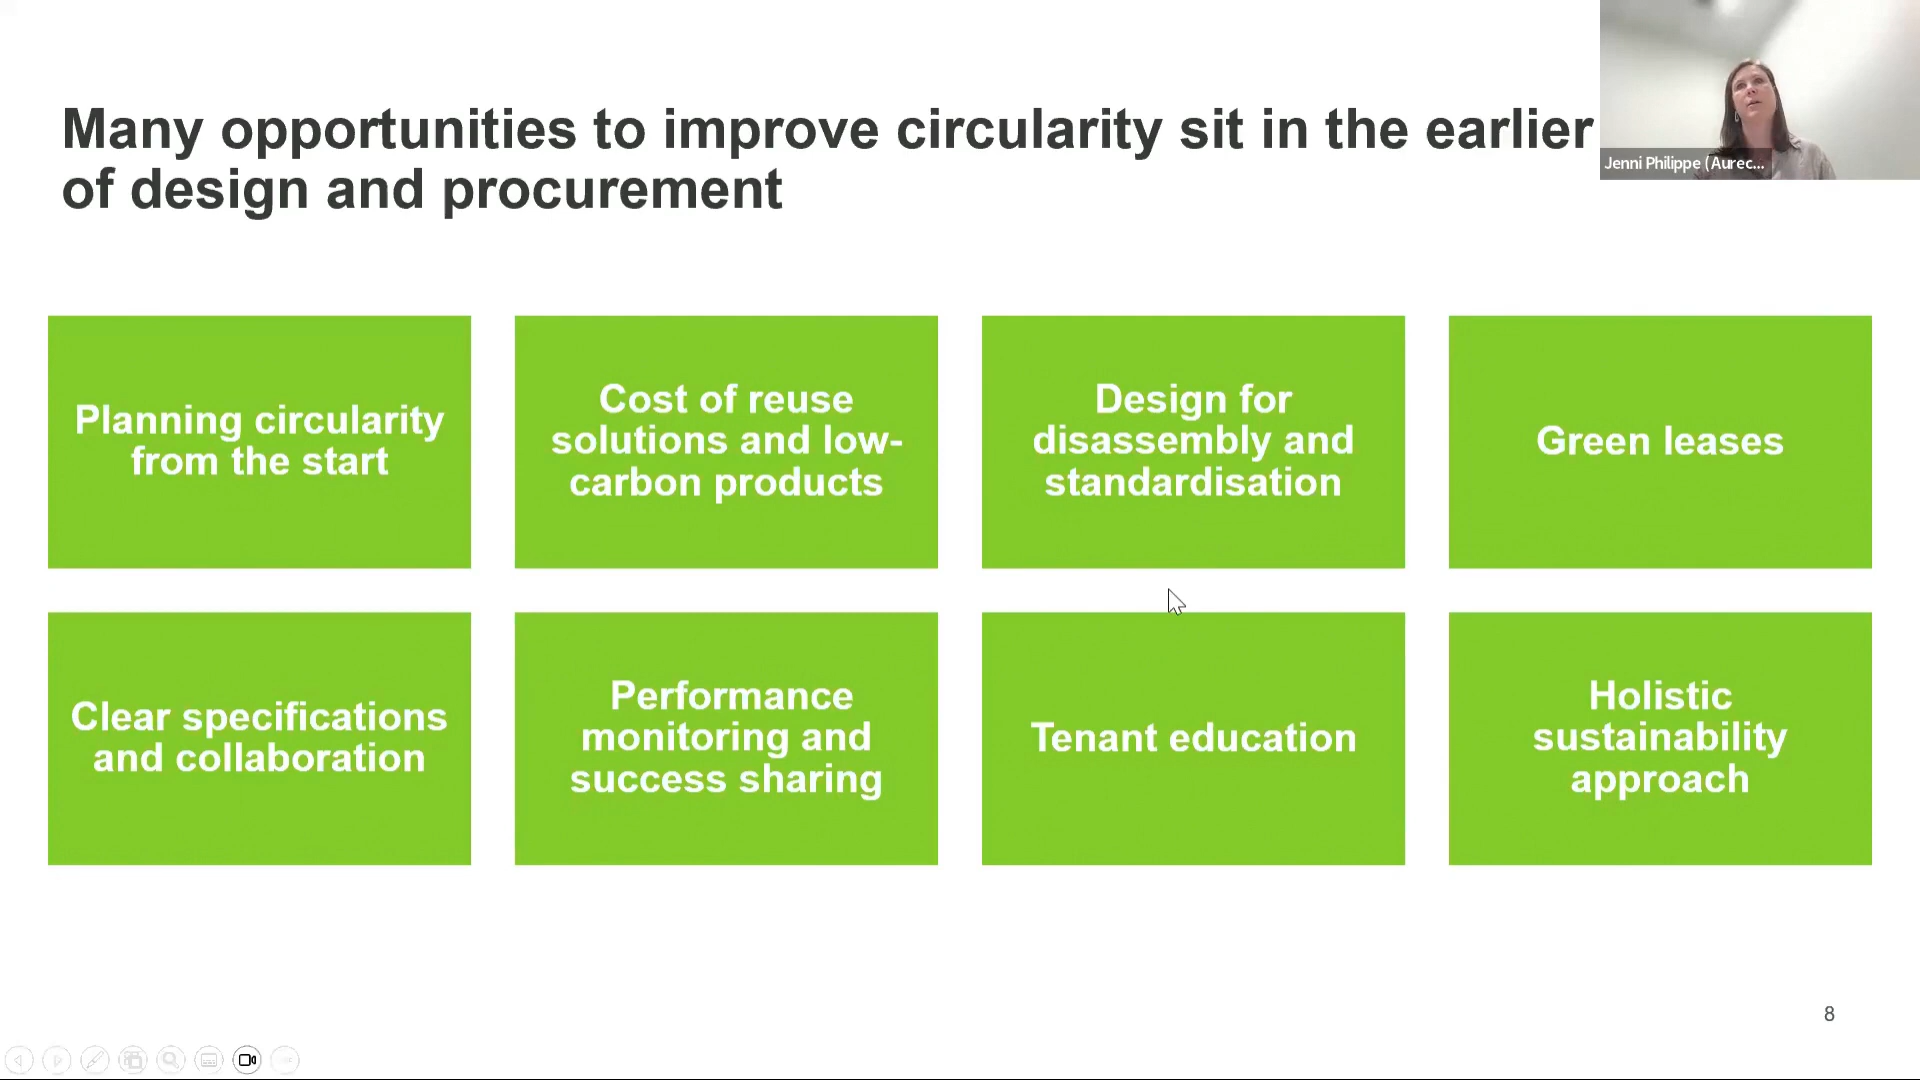 Many opportunities to improve circularity sit in the earlier
of design and procurement
Jenni Philippe (Aurec...
Planning circularity
from the start
Cost of reuse
solutions and low-
carbon products
Design for
disassembly and
standardisation
Green leases
Clear specifications
and collaboration
Performance
monitoring and
success sharing
Tenant education
Holistic
sustainability
approach
8